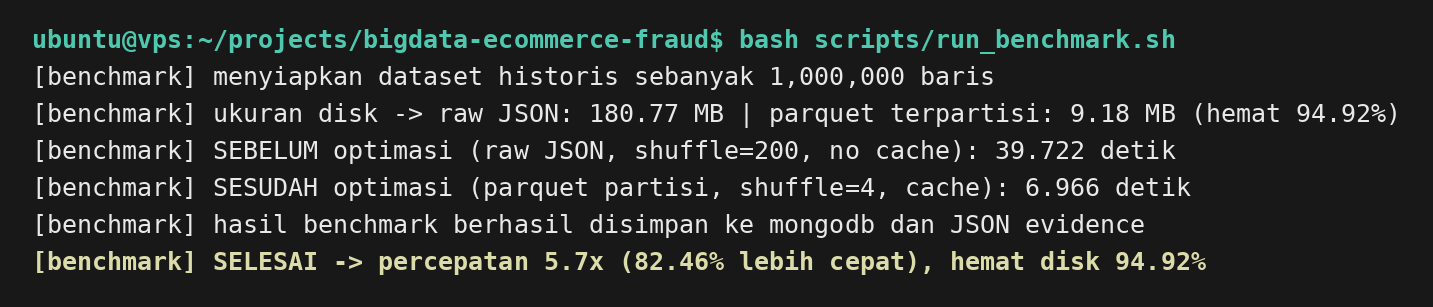 ubuntu@vps:~/projects/bigdata-ecommerce-fraud$ bash scripts/run_benchmark.sh
[benchmark] menyiapkan dataset historis sebanyak 1,000,000 baris
[benchmark] ukuran disk -> raw JSON: 180.77 MB | parquet terpartisi: 9.18 MB (hemat 94.92%)
[benchmark] SEBELUM optimasi (raw JSON, shuffle=200, no cache): 39.722 detik
[benchmark] SESUDAH optimasi (parquet partisi, shuffle=4, cache): 6.966 detik
[benchmark] hasil benchmark berhasil disimpan ke mongodb dan JSON evidence
[benchmark] SELESAI -> percepatan 5.7x (82.46% lebih cepat), hemat disk 94.92%